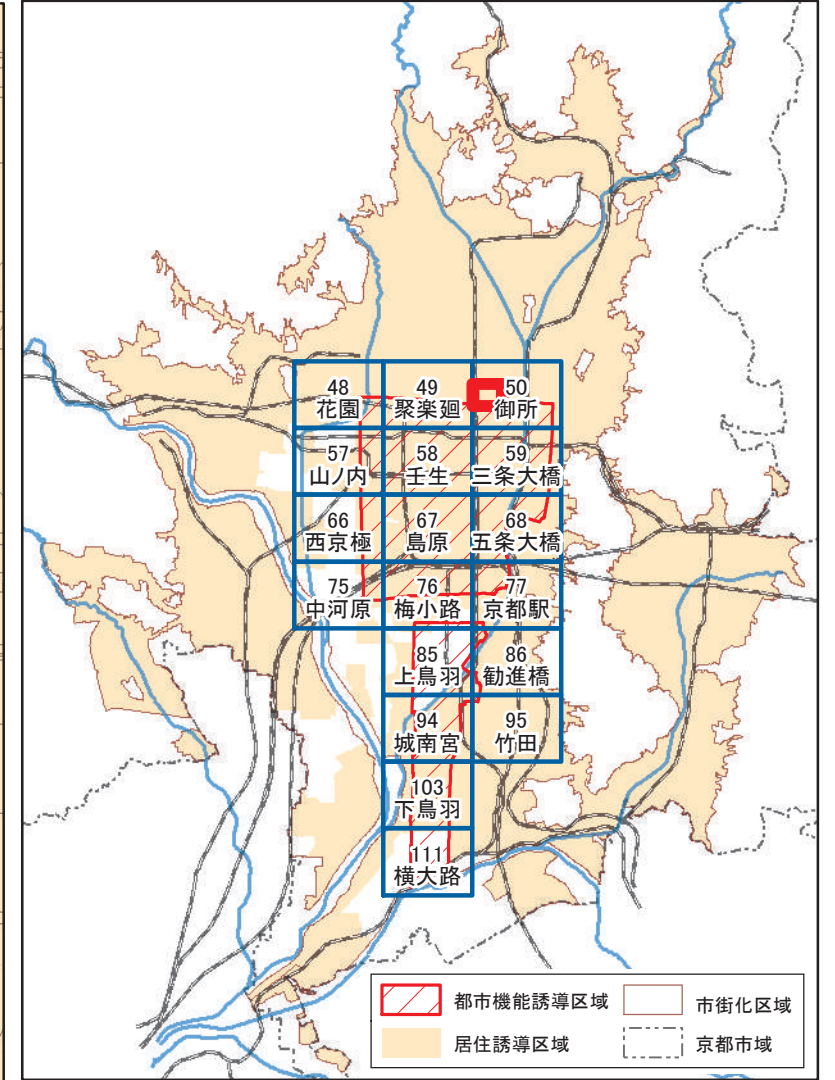 48
花園
49
聚楽廻
50
御所
57
山ノ内
58
壬生
59
三条大橋
66
西京極
67
島原
68
五条大橋
75
中河原
76
梅小路
77
京都駅
85
上鳥羽
86
勧進橋
94
城南宮
95
竹田
103
下鳥羽
111
横大路
都市機能誘導区域
市街化区域
居住誘導区域
京都市域